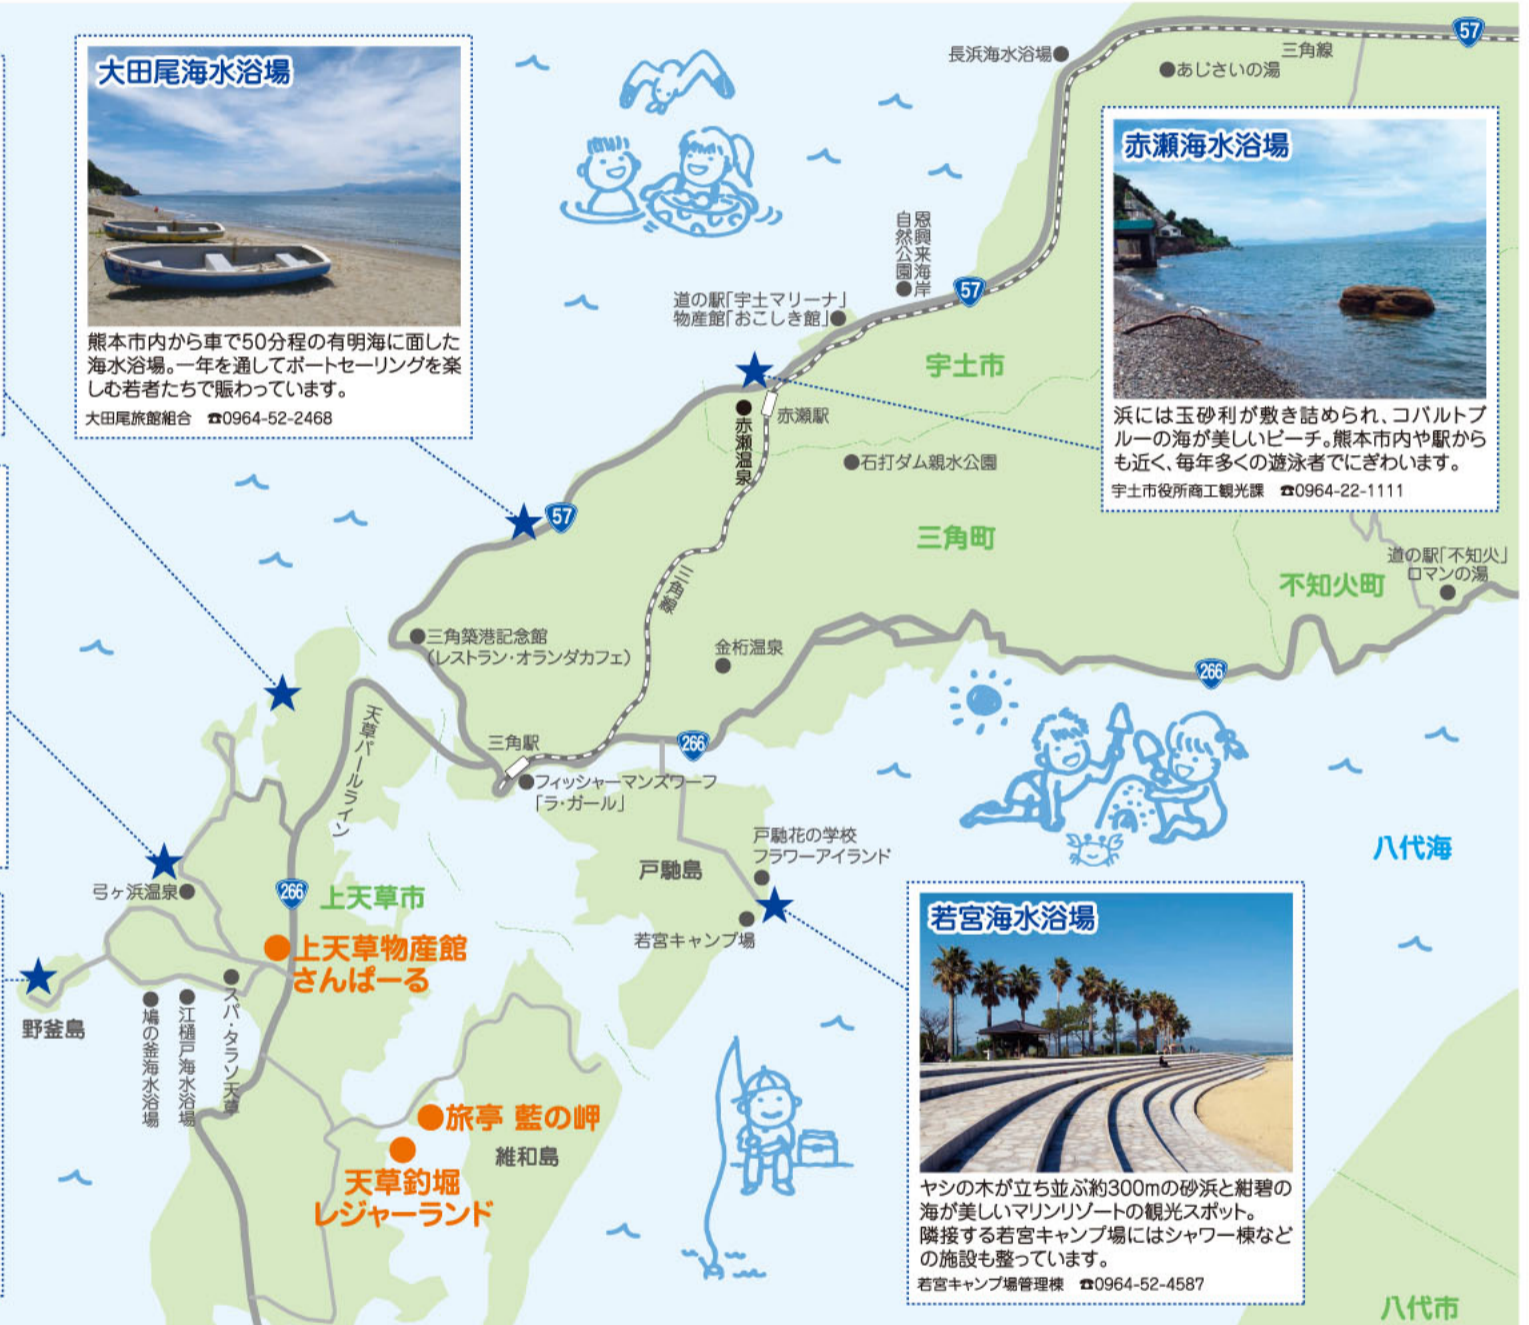 大田尾海水浴場
熊本市内から車で50分程の有明海に面した
海水浴場。一年を通してボートセーリングを楽
しむ若者たちで賑わっています。
大田尾旅館組合 ☎0964-52-2468
長浜海水浴場
あじさいの湯
三角線
57
赤瀬海水浴場
浜には玉砂利が敷き詰められ、コバルトブ
ルーの海が美しいビーチ。熊本市内や駅から
も近く、毎年多くの遊泳者でにぎわいます。
宇土市役所商工観光課 ☎0964-22-1111
恩興来海岸
自然公園
57
道の駅「宇土マリーナ」
物産館「おこしき館」
宇土市
赤瀬駅
赤瀬温泉
石打ダム親水公園
57
三角町
不知火町
道の駅「不知火」
ロマンの湯
三角線
三角築港記念館
(レストラン・オランダカフェ)
金桁温泉
266
天草パールライン
三角駅
266
フィッシャーマンズワーフ
「ラ・ガール」
戸馳花の学校
フラワーアイランド
戸馳島
若宮キャンプ場
八代海
弓ヶ浜温泉
266
上天草市
上天草物産館
さんぱーる
野釜島
鳩の釜海水浴場
江樋戸海水浴場
スパ・タラソ天草
旅亭 藍の岬
維和島
天草釣堀
レジャーランド
若宮海水浴場
ヤシの木が立ち並ぶ約300mの砂浜と紺碧の
海が美しいマリンリゾートの観光スポット。
隣接する若宮キャンプ場にはシャワー棟など
の施設も整っています。
若宮キャンプ場管理棟 ☎0964-52-4587
八代市